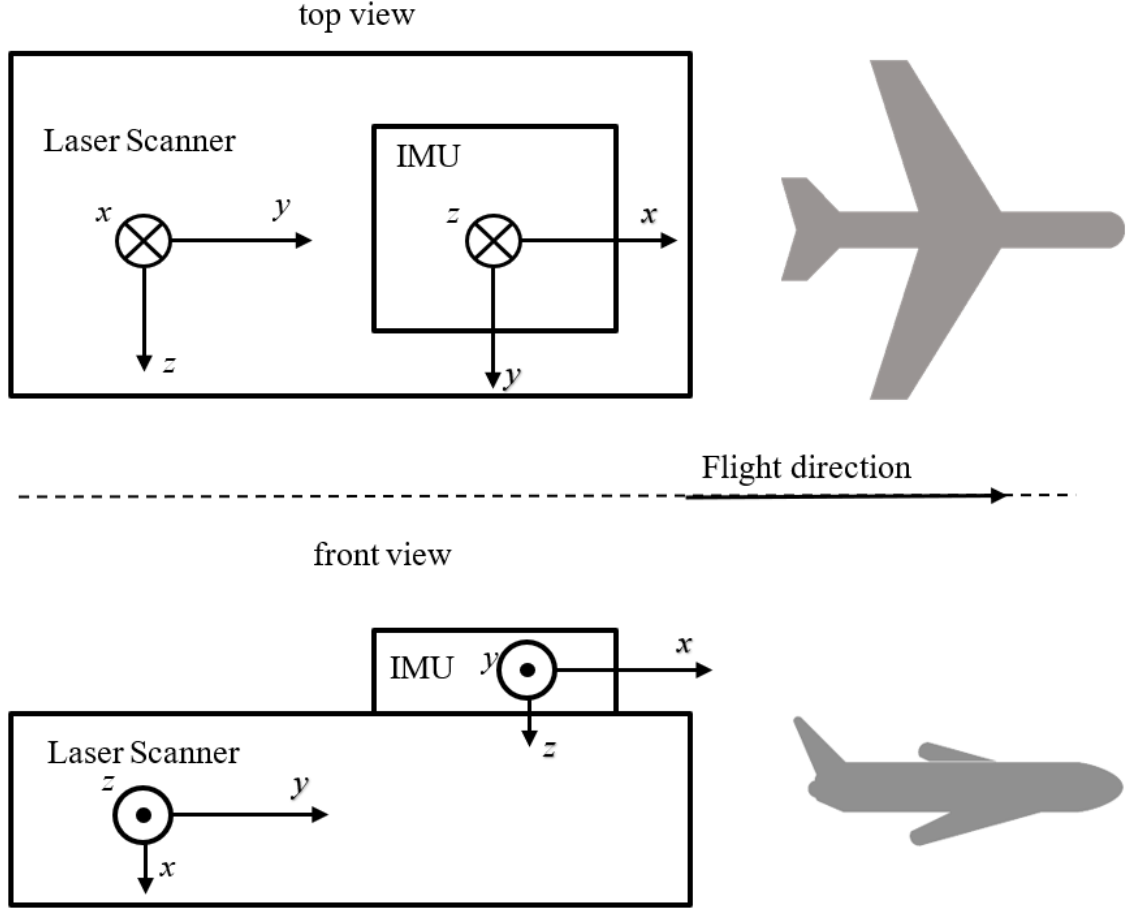 top view
Laser Scanner
IMU
x
y
z
x
z
y
Flight direction
front view
IMU
y
x
z
Laser Scanner
z
y
x